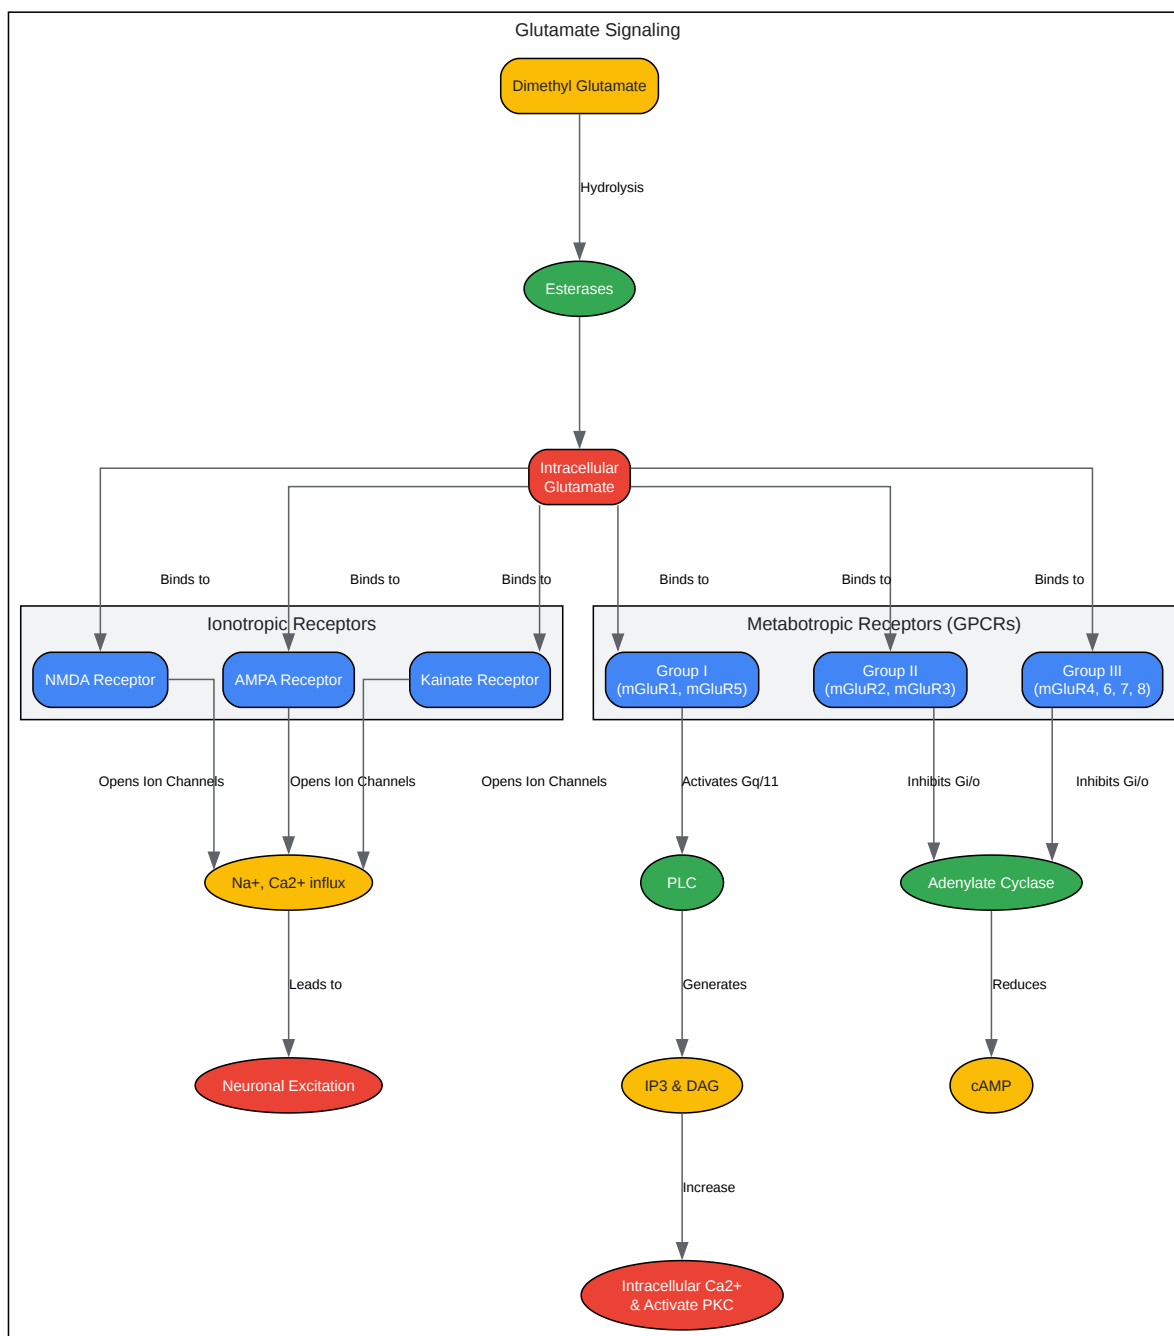 Glutamate Signaling
Dimethyl Glutamate
Hydrolysis
Esterases
Intracellular
Glutamate
Binds to
Binds to
Binds to
Binds to
Binds to
Binds to
Ionotropic Receptors
Metabotropic Receptors (GPCRs)
NMDA Receptor
AMPA Receptor
Kainate Receptor
Group I
(mGluR1, mGluR5)
Group II
(mGluR2, mGluR3)
Group III
(mGluR4, 6, 7, 8)
Opens Ion Channels
Opens Ion Channels
Opens Ion Channels
Activates Gq/11
Inhibits Gi/o
Inhibits Gi/o
Na+, Ca2+ influx
PLC
Adenylate Cyclase
Leads to
Generates
Reduces
Neuronal Excitation
IP3 & DAG
cAMP
Increase
Intracellular Ca2+
& Activate PKC